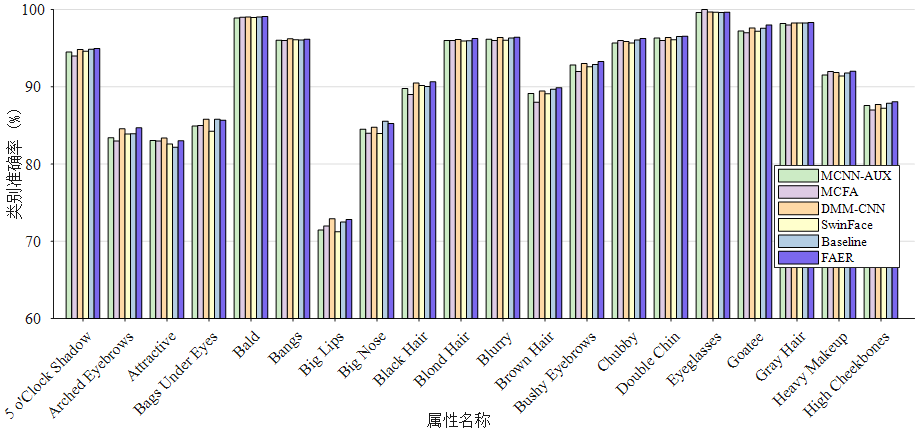 类别准确率 (%)
100
90
80
70
60
MCNN-AUX
MCFA
DMM-CNN
SwinFace
Baseline
FAER
5 o'Clock Shadow
Arched Eyebrows
Attractive
Bags Under Eyes
Bald
Bangs
Big Lips
Big Nose
Black Hair
Blond Hair
Blurry
Brown Hair
Bushy Eyebrows
Chubby
Double Chin
Eyeglasses
Goatee
Gray Hair
Heavy Makeup
High Cheekbones
属性名称